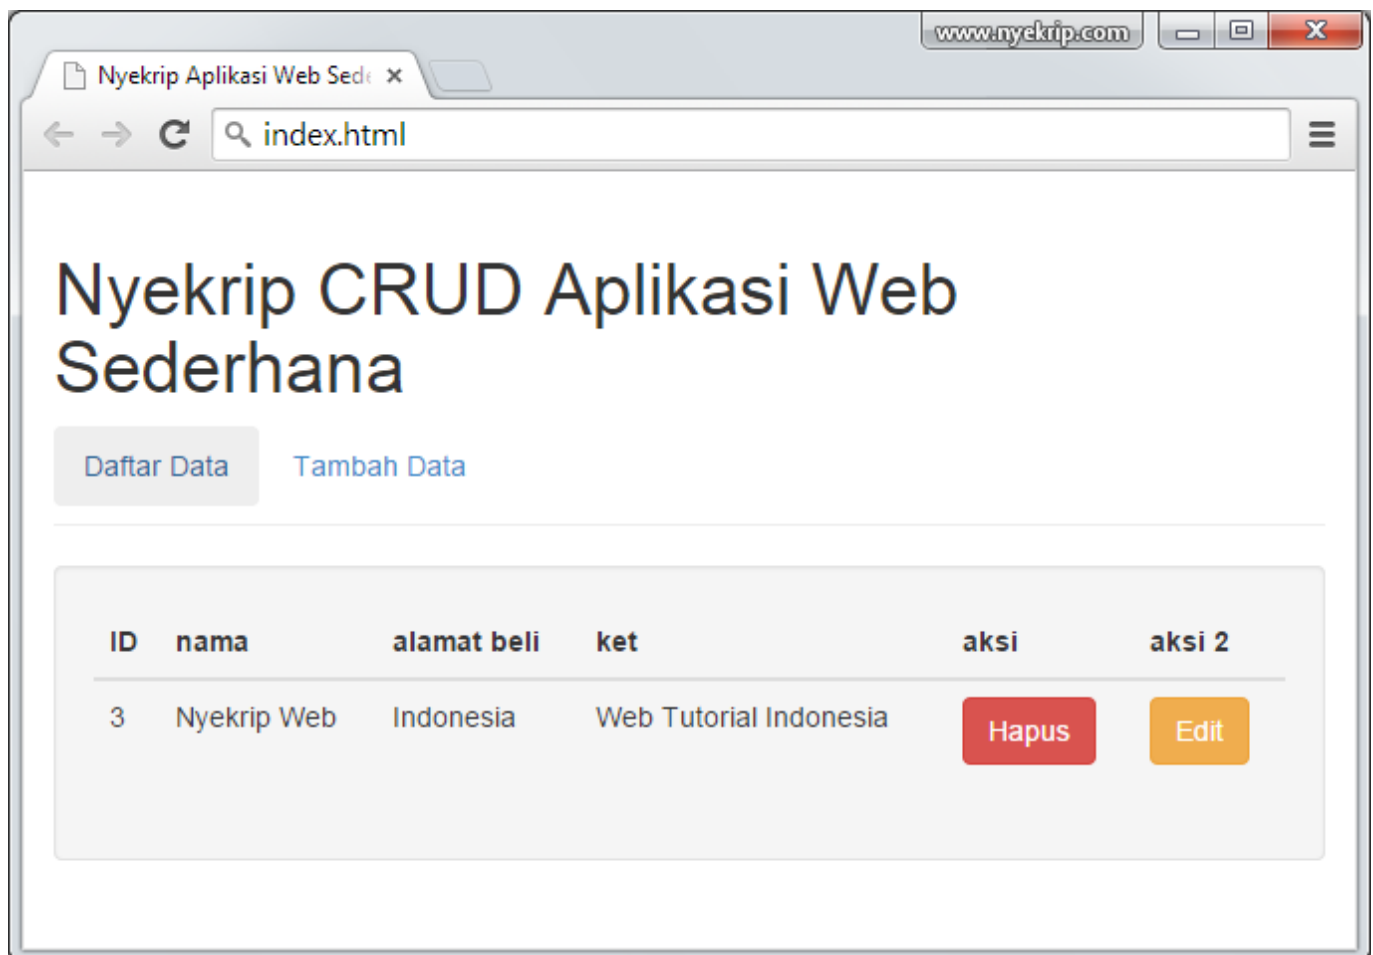 www.nyekrip.com
Nyekrip Aplikasi Web Sede
index.html
Nyekrip CRUD Aplikasi Web
Sederhana
Daftar Data Tambah Data
ID nama alamat beli ket aksi aksi 2
3 Nyekrip Web Indonesia Web Tutorial Indonesia Hapus Edit